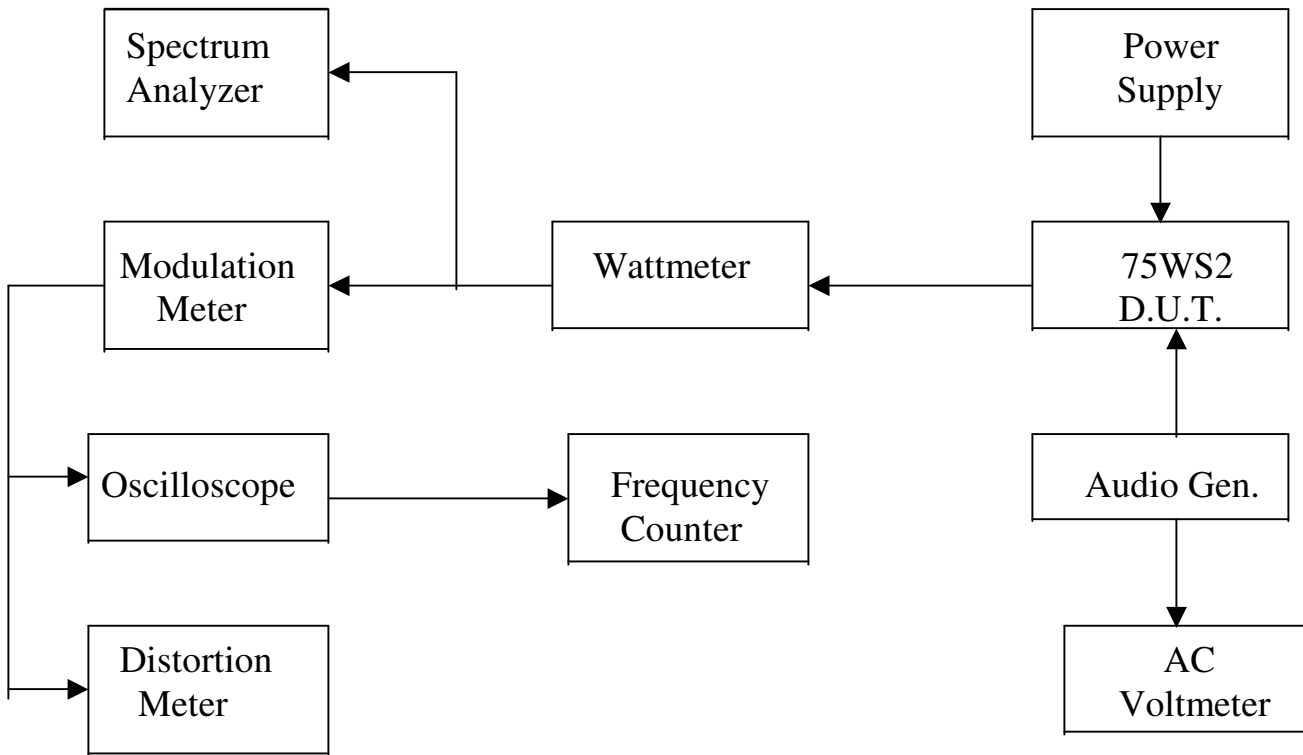 Spectrum
Analyzer
Power
Supply
Modulation
Meter
Wattmeter
75WS2
D.U.T.
Oscilloscope
Frequency
Counter
Audio Gen.
Distortion
Meter
AC
Voltmeter